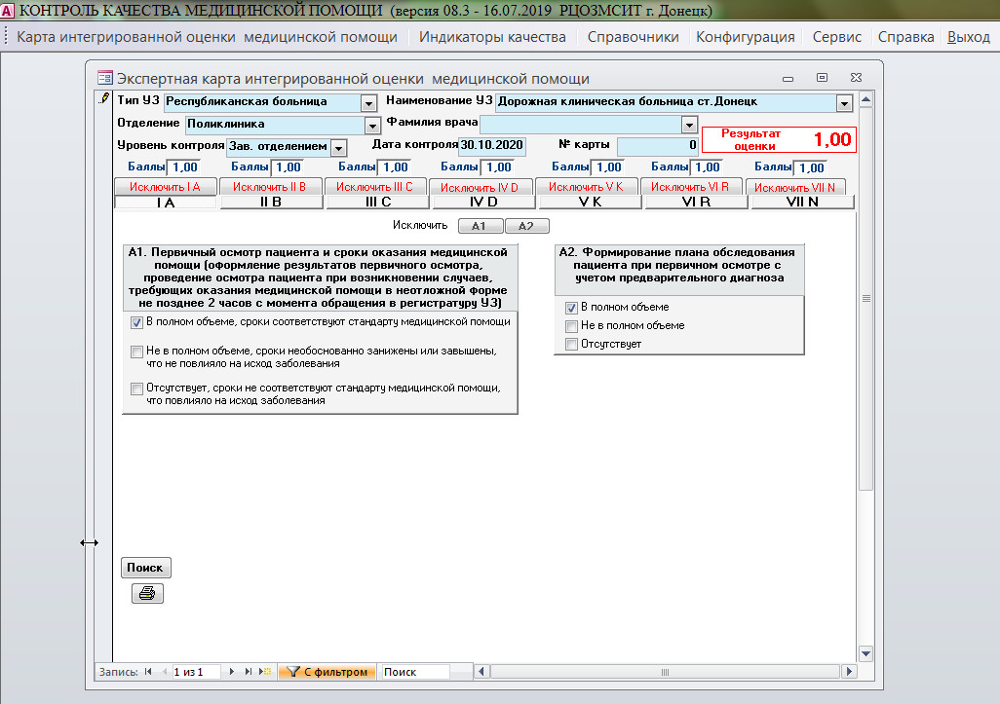 КОНТРОЛЬ КАЧЕСТВА МЕДИЦИНСКОЙ ПОМОЩИ (версия 08.3 - 16.07.2019 РЦОЗМСИТ г. Донецк)
Карта интегрированной оценки медицинской помощи Индикаторы качества Справочники Конфигурация Сервис Справка Выход
Экспертная карта интегрированной оценки медицинской помощи
Тип УЗ Республиканская больница Наименование УЗ Дорожная клиническая больница ст.Донецк
Отделение Поликлиника Фамилия врача
Уровень контроля Зав. отделением Дата контроля 30.10.2020 № карты 0
Результат оценки 1,00
Баллы 1,00 Баллы 1,00 Баллы 1,00 Баллы 1,00 Баллы 1,00 Баллы 1,00 Баллы 1,00
Исключить I A Исключить II B Исключить III C Исключить IV D Исключить V K Исключить VI R Исключить VII N
I A II B III C IV D V K VI R VII N
Исключить A1 A2
А1. Первичный осмотр пациента и сроки оказания медицинской
помощи (оформление результатов первичного осмотра,
проведение осмотра пациента при возникновении случаев,
требующих оказания медицинской помощи в неотложной форме
не позднее 2 часов с момента обращения в регистратуру УЗ)
В полном объеме, сроки соответствуют стандарту медицинской помощи
Не в полном объеме, сроки необоснованно занижены или завышены,
что не повлияло на исход заболевания
Отсутствует, сроки не соответствуют стандарту медицинской помощи,
что повлияло на исход заболевания
А2. Формирование плана обследования
пациента при первичном осмотре с
учетом предварительного диагноза
В полном объеме
Не в полном объеме
Отсутствует
Поиск
Запись: 1 из 1 С фильтром Поиск